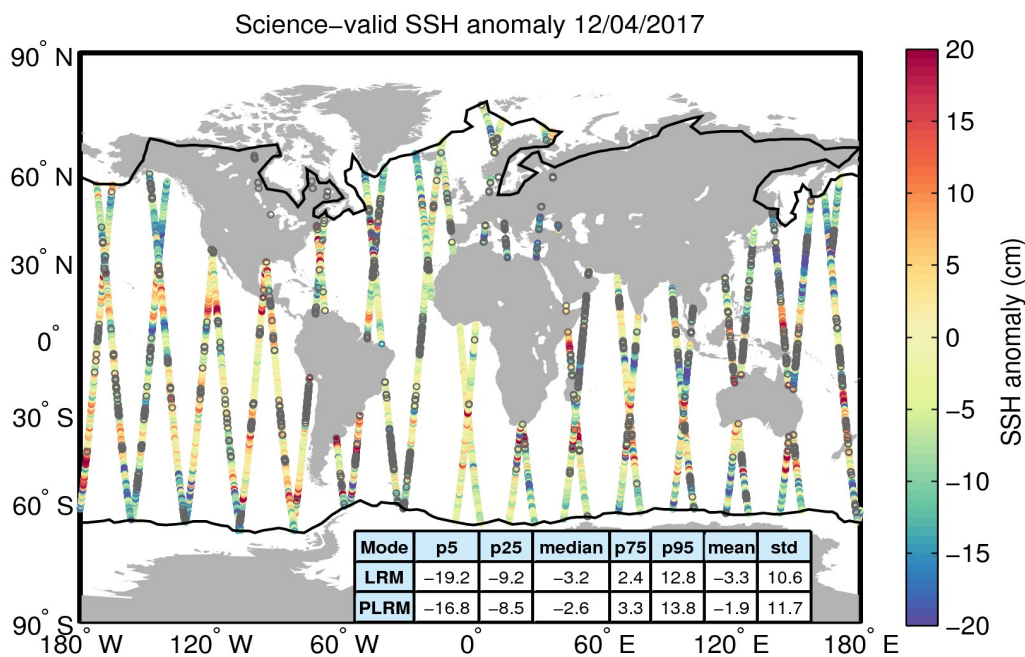 Science−valid SSH anomaly 12/04/2017
90° N
60° N
30° N
0°
30° S
60° S
90° S
180° W
120° W
60° W
0°
60° E
120° E
180° E
Mode p5 p25 median p75 p95 mean std
LRM −19.2 −9.2 −3.2 2.4 12.8 −3.3 10.6
PLRM −16.8 −8.5 −2.6 3.3 13.8 −1.9 11.7
20
15
10
5
0
−5
−10
−15
−20
SSH anomaly (cm)